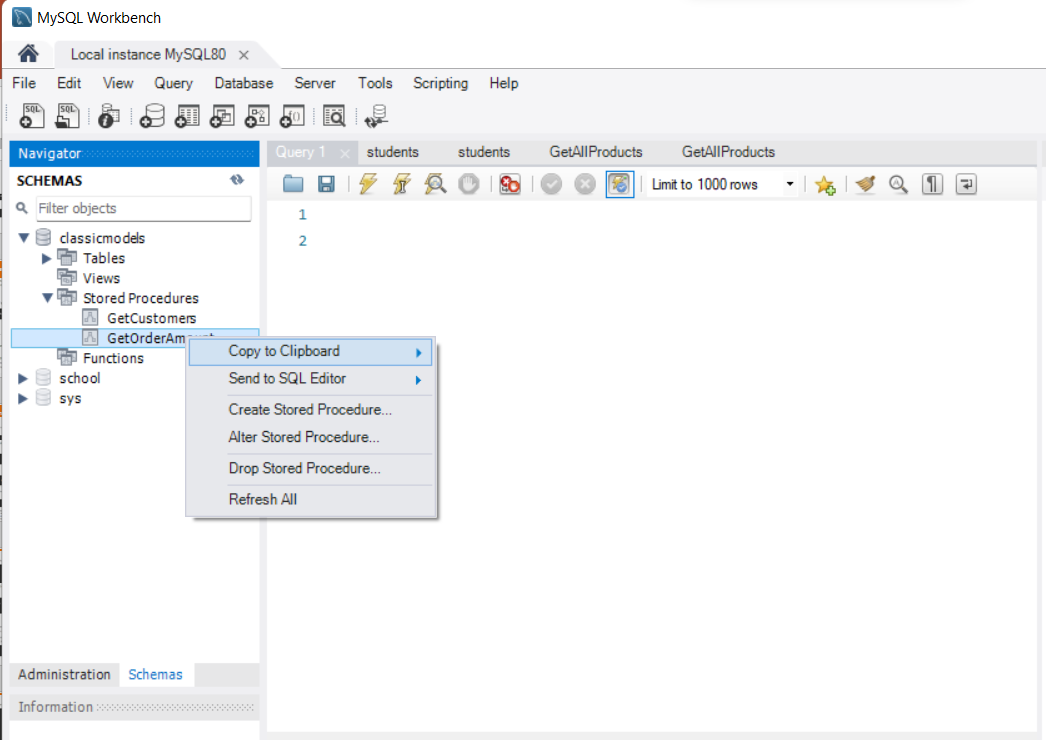 MySQL Workbench
Local instance MySQL80
File Edit View Query Database Server Tools Scripting Help
SQL SQL
Navigator
Query 1 students students GetAllProducts GetAllProducts
SCHEMAS
Limit to 1000 rows
Filter objects
1
2
classicmodels
Tables
Views
Stored Procedures
GetCustomers
GetOrderAmount
Functions
school
sys
Copy to Clipboard
Send to SQL Editor
Create Stored Procedure...
Alter Stored Procedure...
Drop Stored Procedure...
Refresh All
Administration Schemas
Information